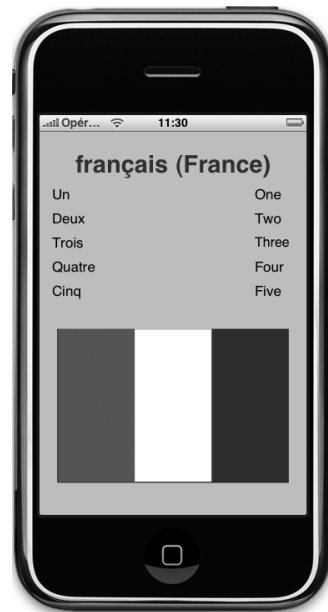 Opér... 11:30
français (France)
Un One
Deux Two
Trois Three
Quatre Four
Cinq Five